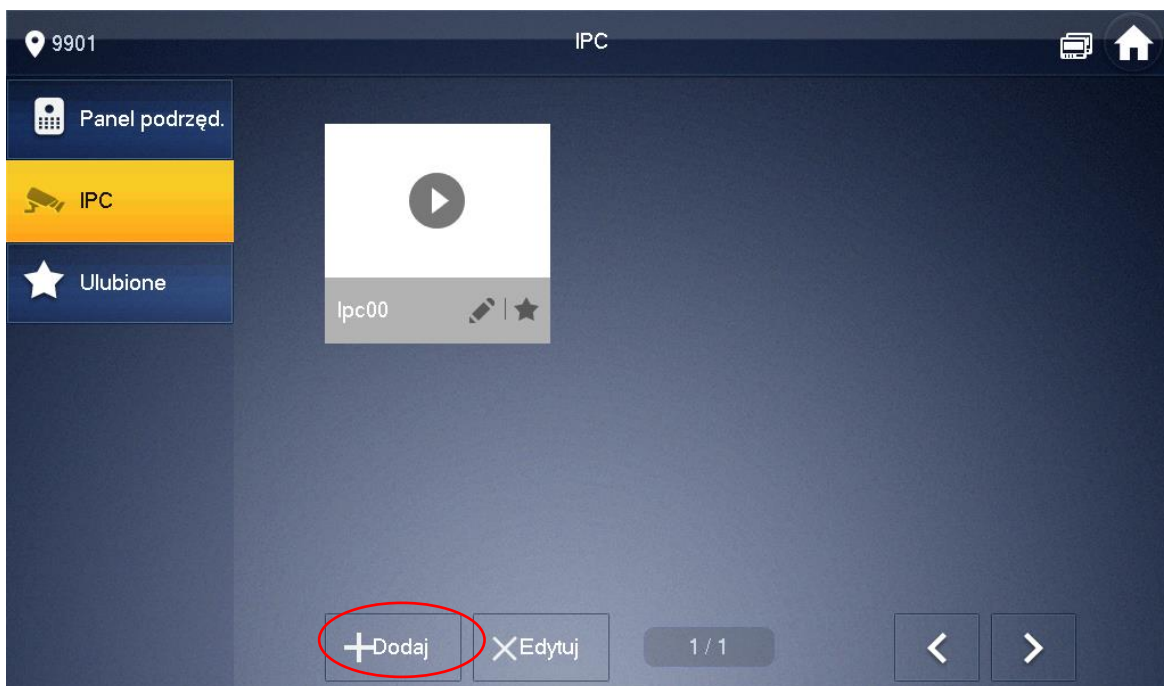 9901
IPC
Panel podrzęd.
IPC
Ulubione
Ipc00
Dodaj
Edytuj
1 / 1